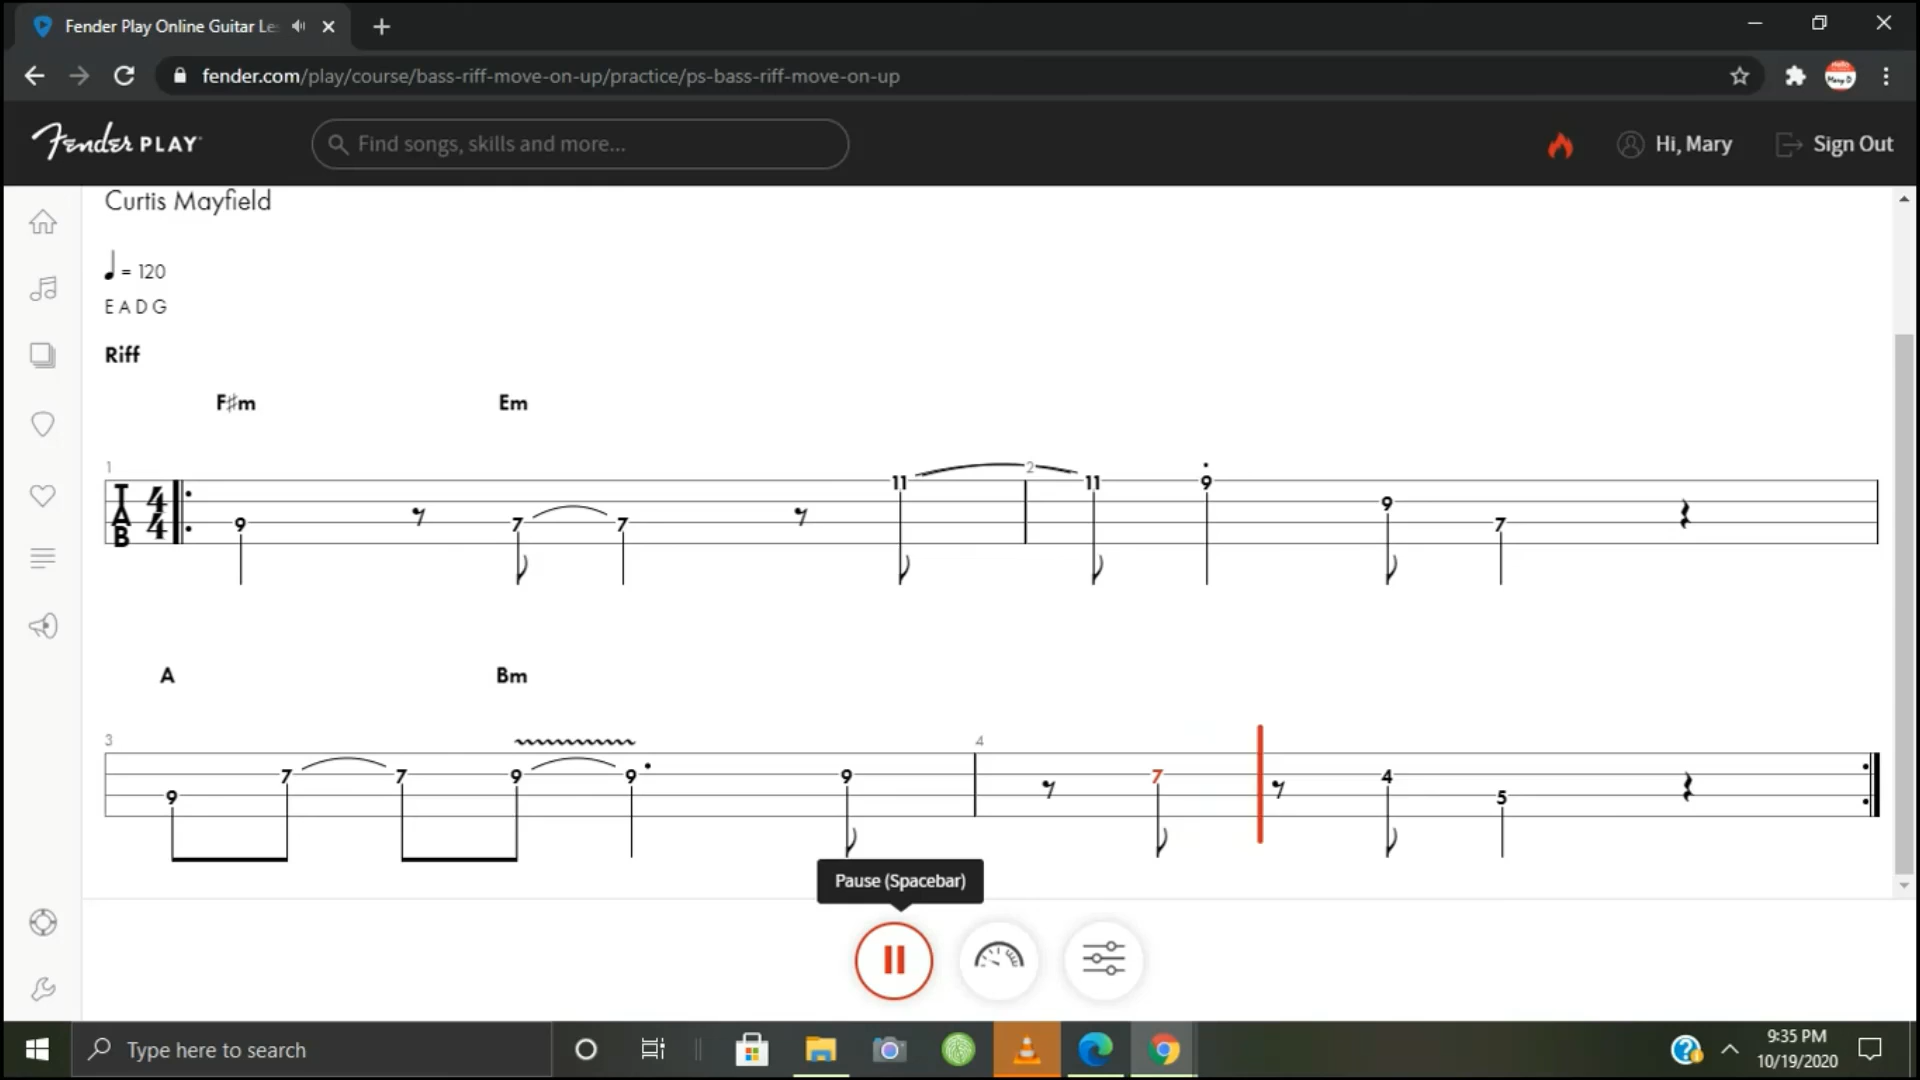 Fender Play Online Guitar Le
fender.com/play/course/bass-riff-move-on-up/practice/ps-bass-riff-move-on-up
Fender PLAY
Find songs, skills and more...
Hi, Mary
Sign Out
Curtis Mayfield
= 120
E A D G
Riff
F♯m Em
1 2
T A B 4/4 9 7 7 11 11 9 9 7
A Bm
3 4
9 7 7 9 9 9 7 4 5
Pause (Spacebar)
Type here to search
9:35 PM
10/19/2020